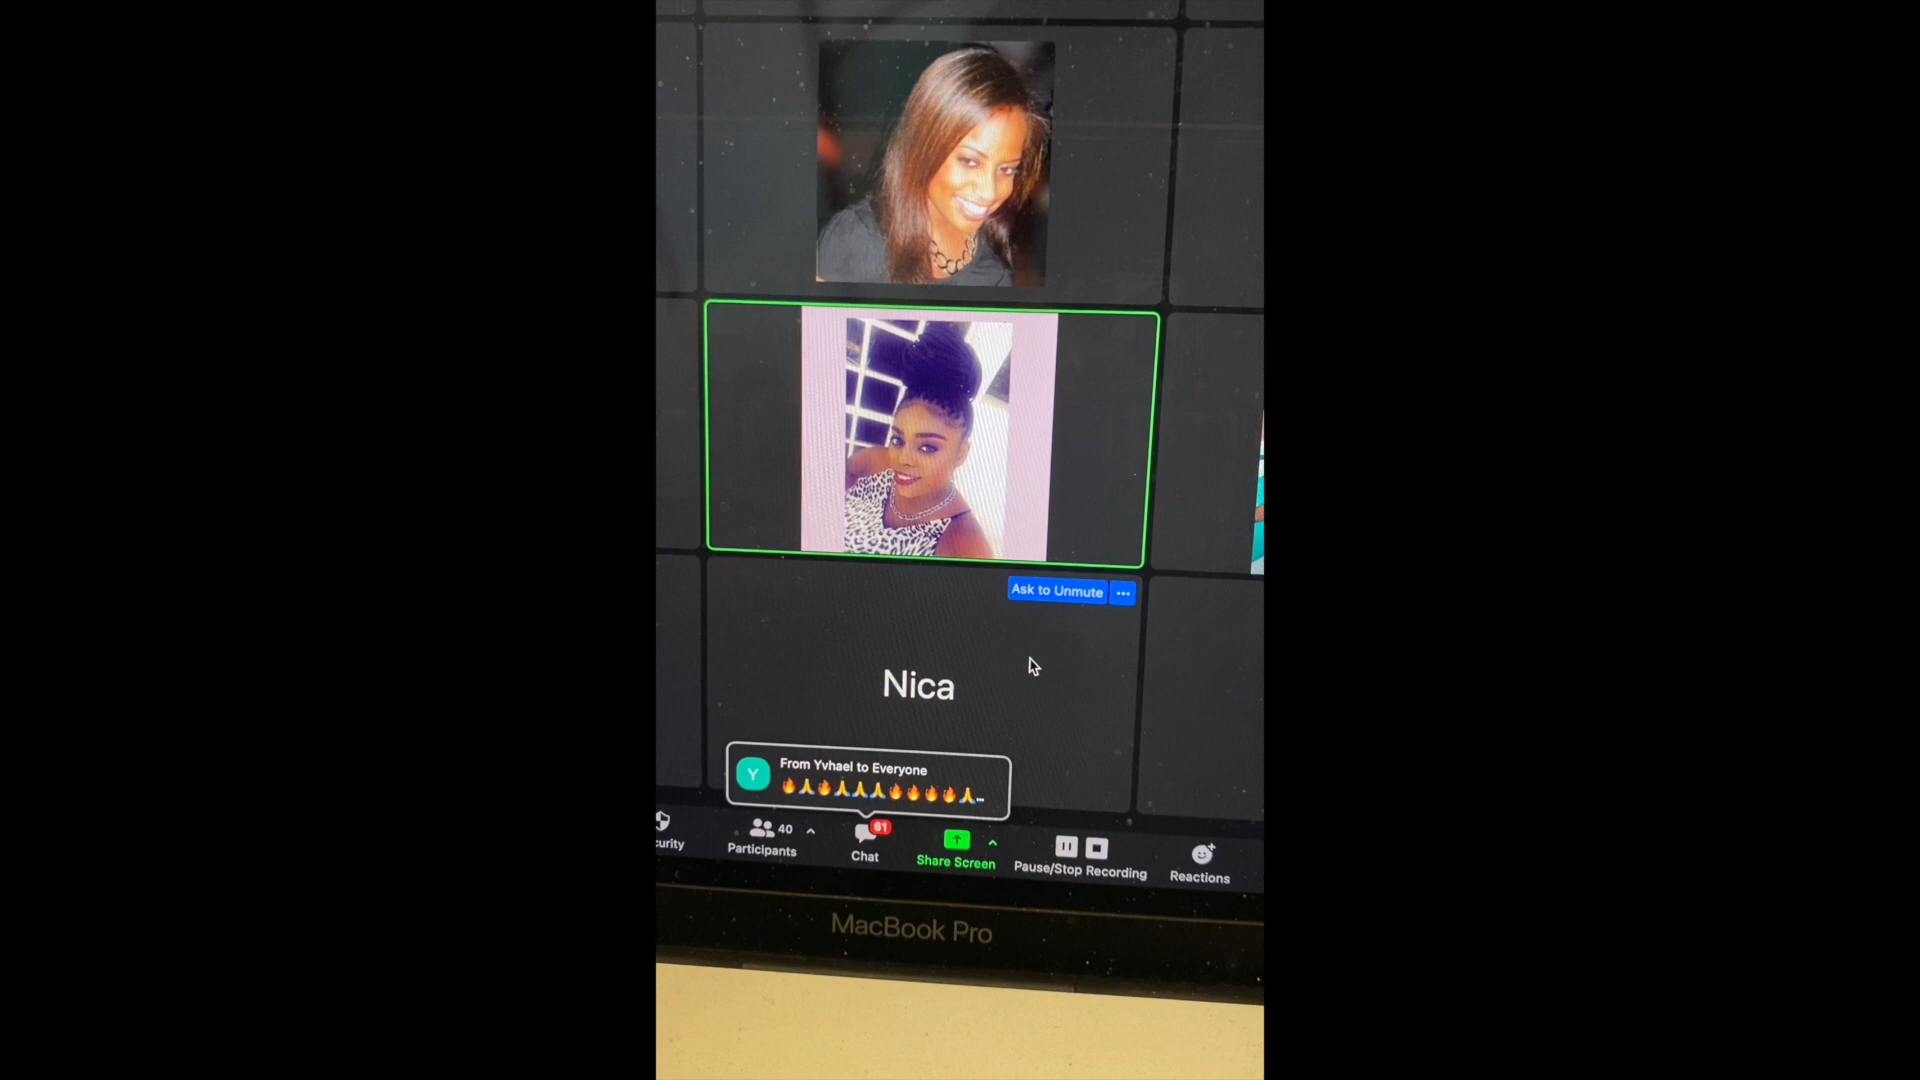 Ask to Unmute
Nica
From Yvhael to Everyone
Y
🔥🙏🔥🙏🙏🙏🔥🔥🔥🔥🙏...
curity
40
Participants
61
Chat
Share Screen
Pause/Stop Recording
Reactions
MacBook Pro